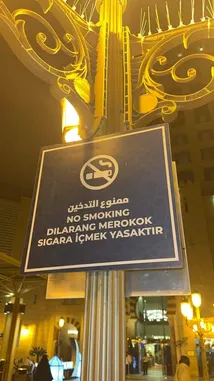 ممنوع التدخين
NO SMOKING
DILARANG MEROKOK
SIGARA İÇMEK YASAKTIR